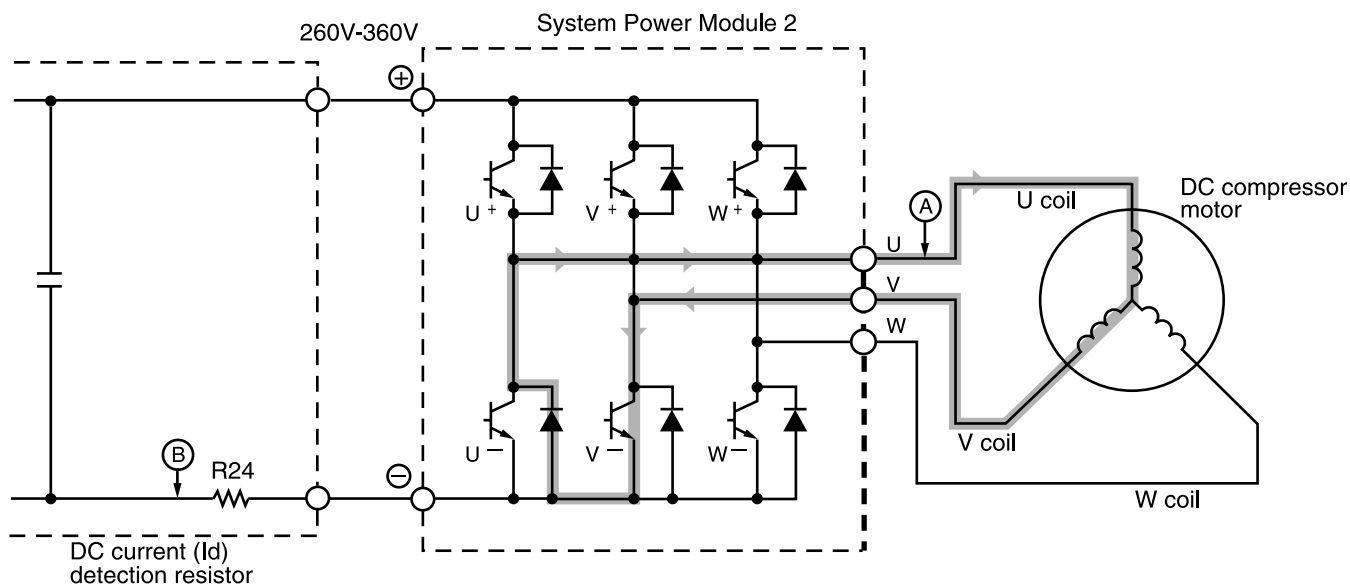 System Power Module 2
260V-360V
+
U +
V +
W +
A
U coil
DC compressor
motor
U
V
W
U −
V −
W −
V coil
W coil
B
R24
−
DC current (Id)
detection resistor